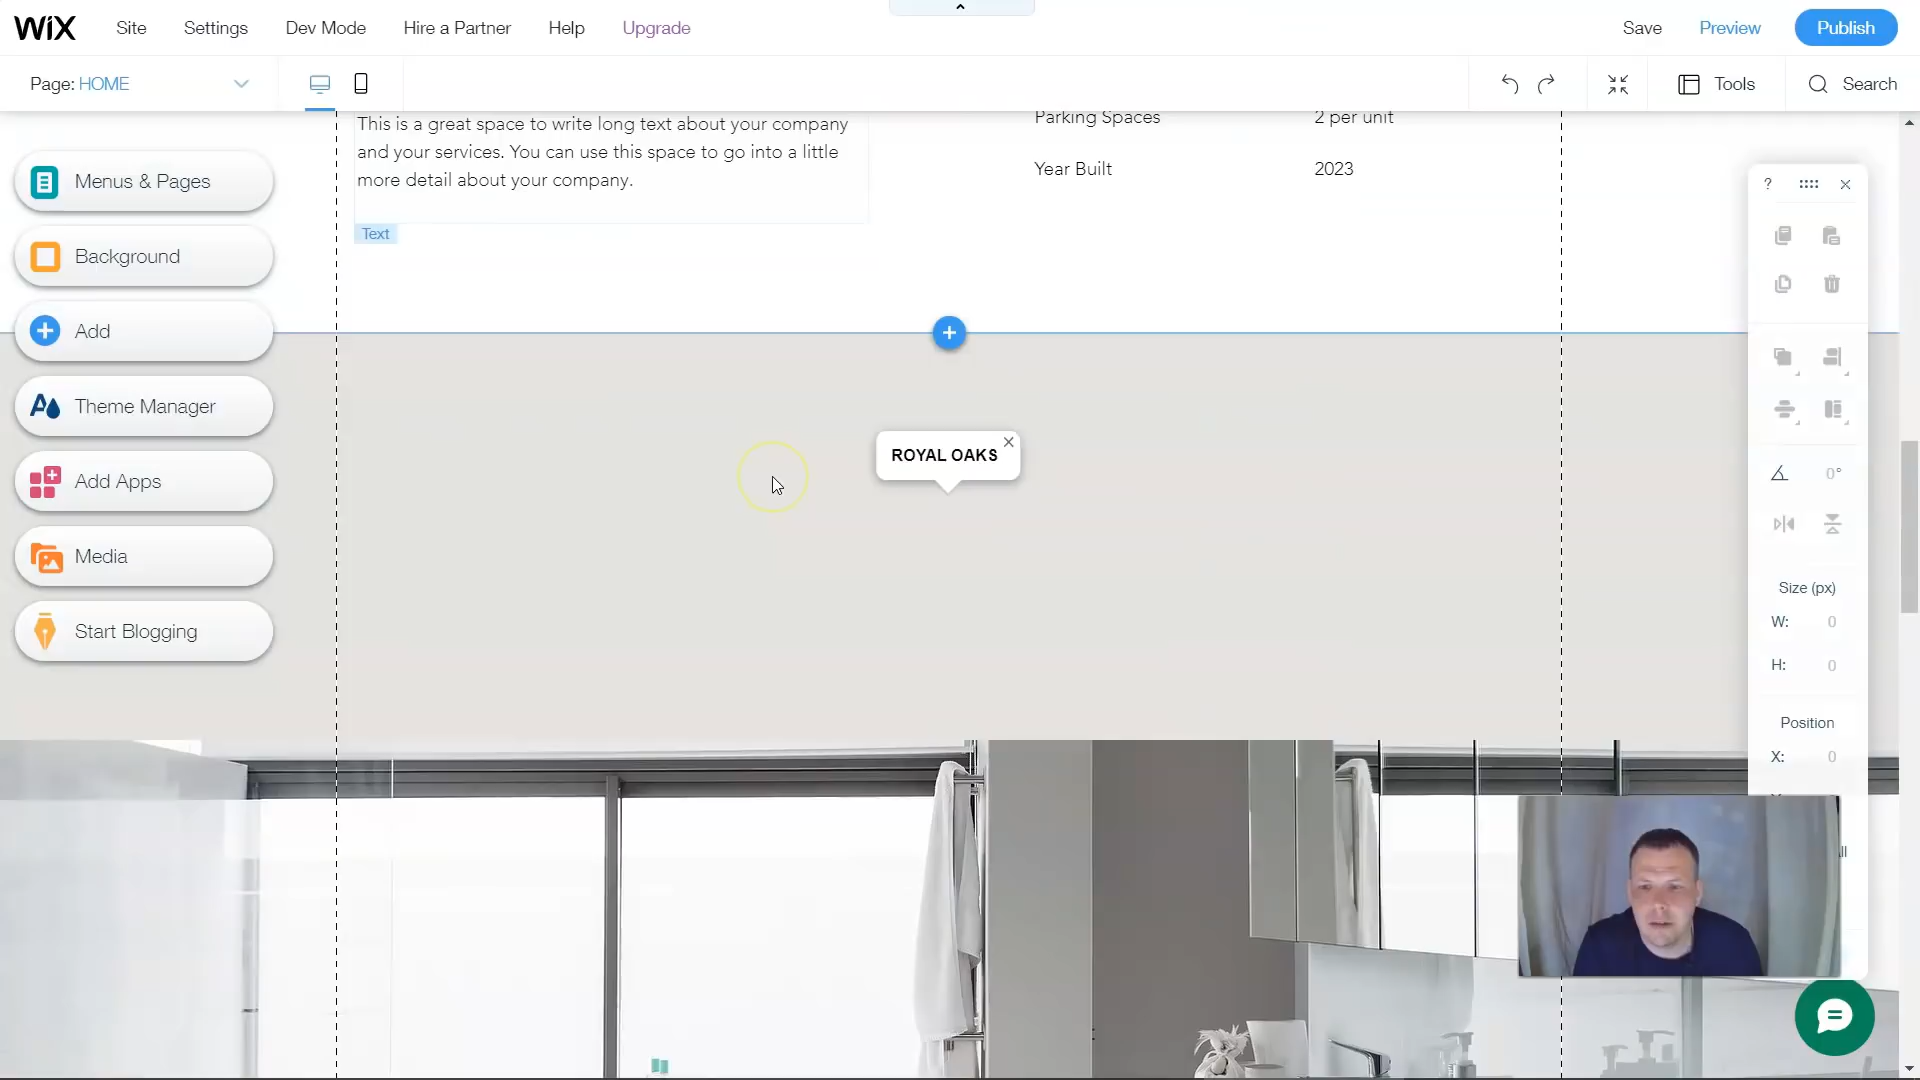 WiX
Site
Settings
Dev Mode
Hire a Partner
Help
Upgrade
Save
Preview
Publish
Page: HOME
Tools
Search
Menus & Pages
Background
Add
Theme Manager
Add Apps
Media
Start Blogging
This is a great space to write long text about your company
and your services. You can use this space to go into a little
more detail about your company.
Text
Parking Spaces 2 per unit
Year Built 2023
ROYAL OAKS
?
0°
Size (px)
W: 0
H: 0
Position
X: 0